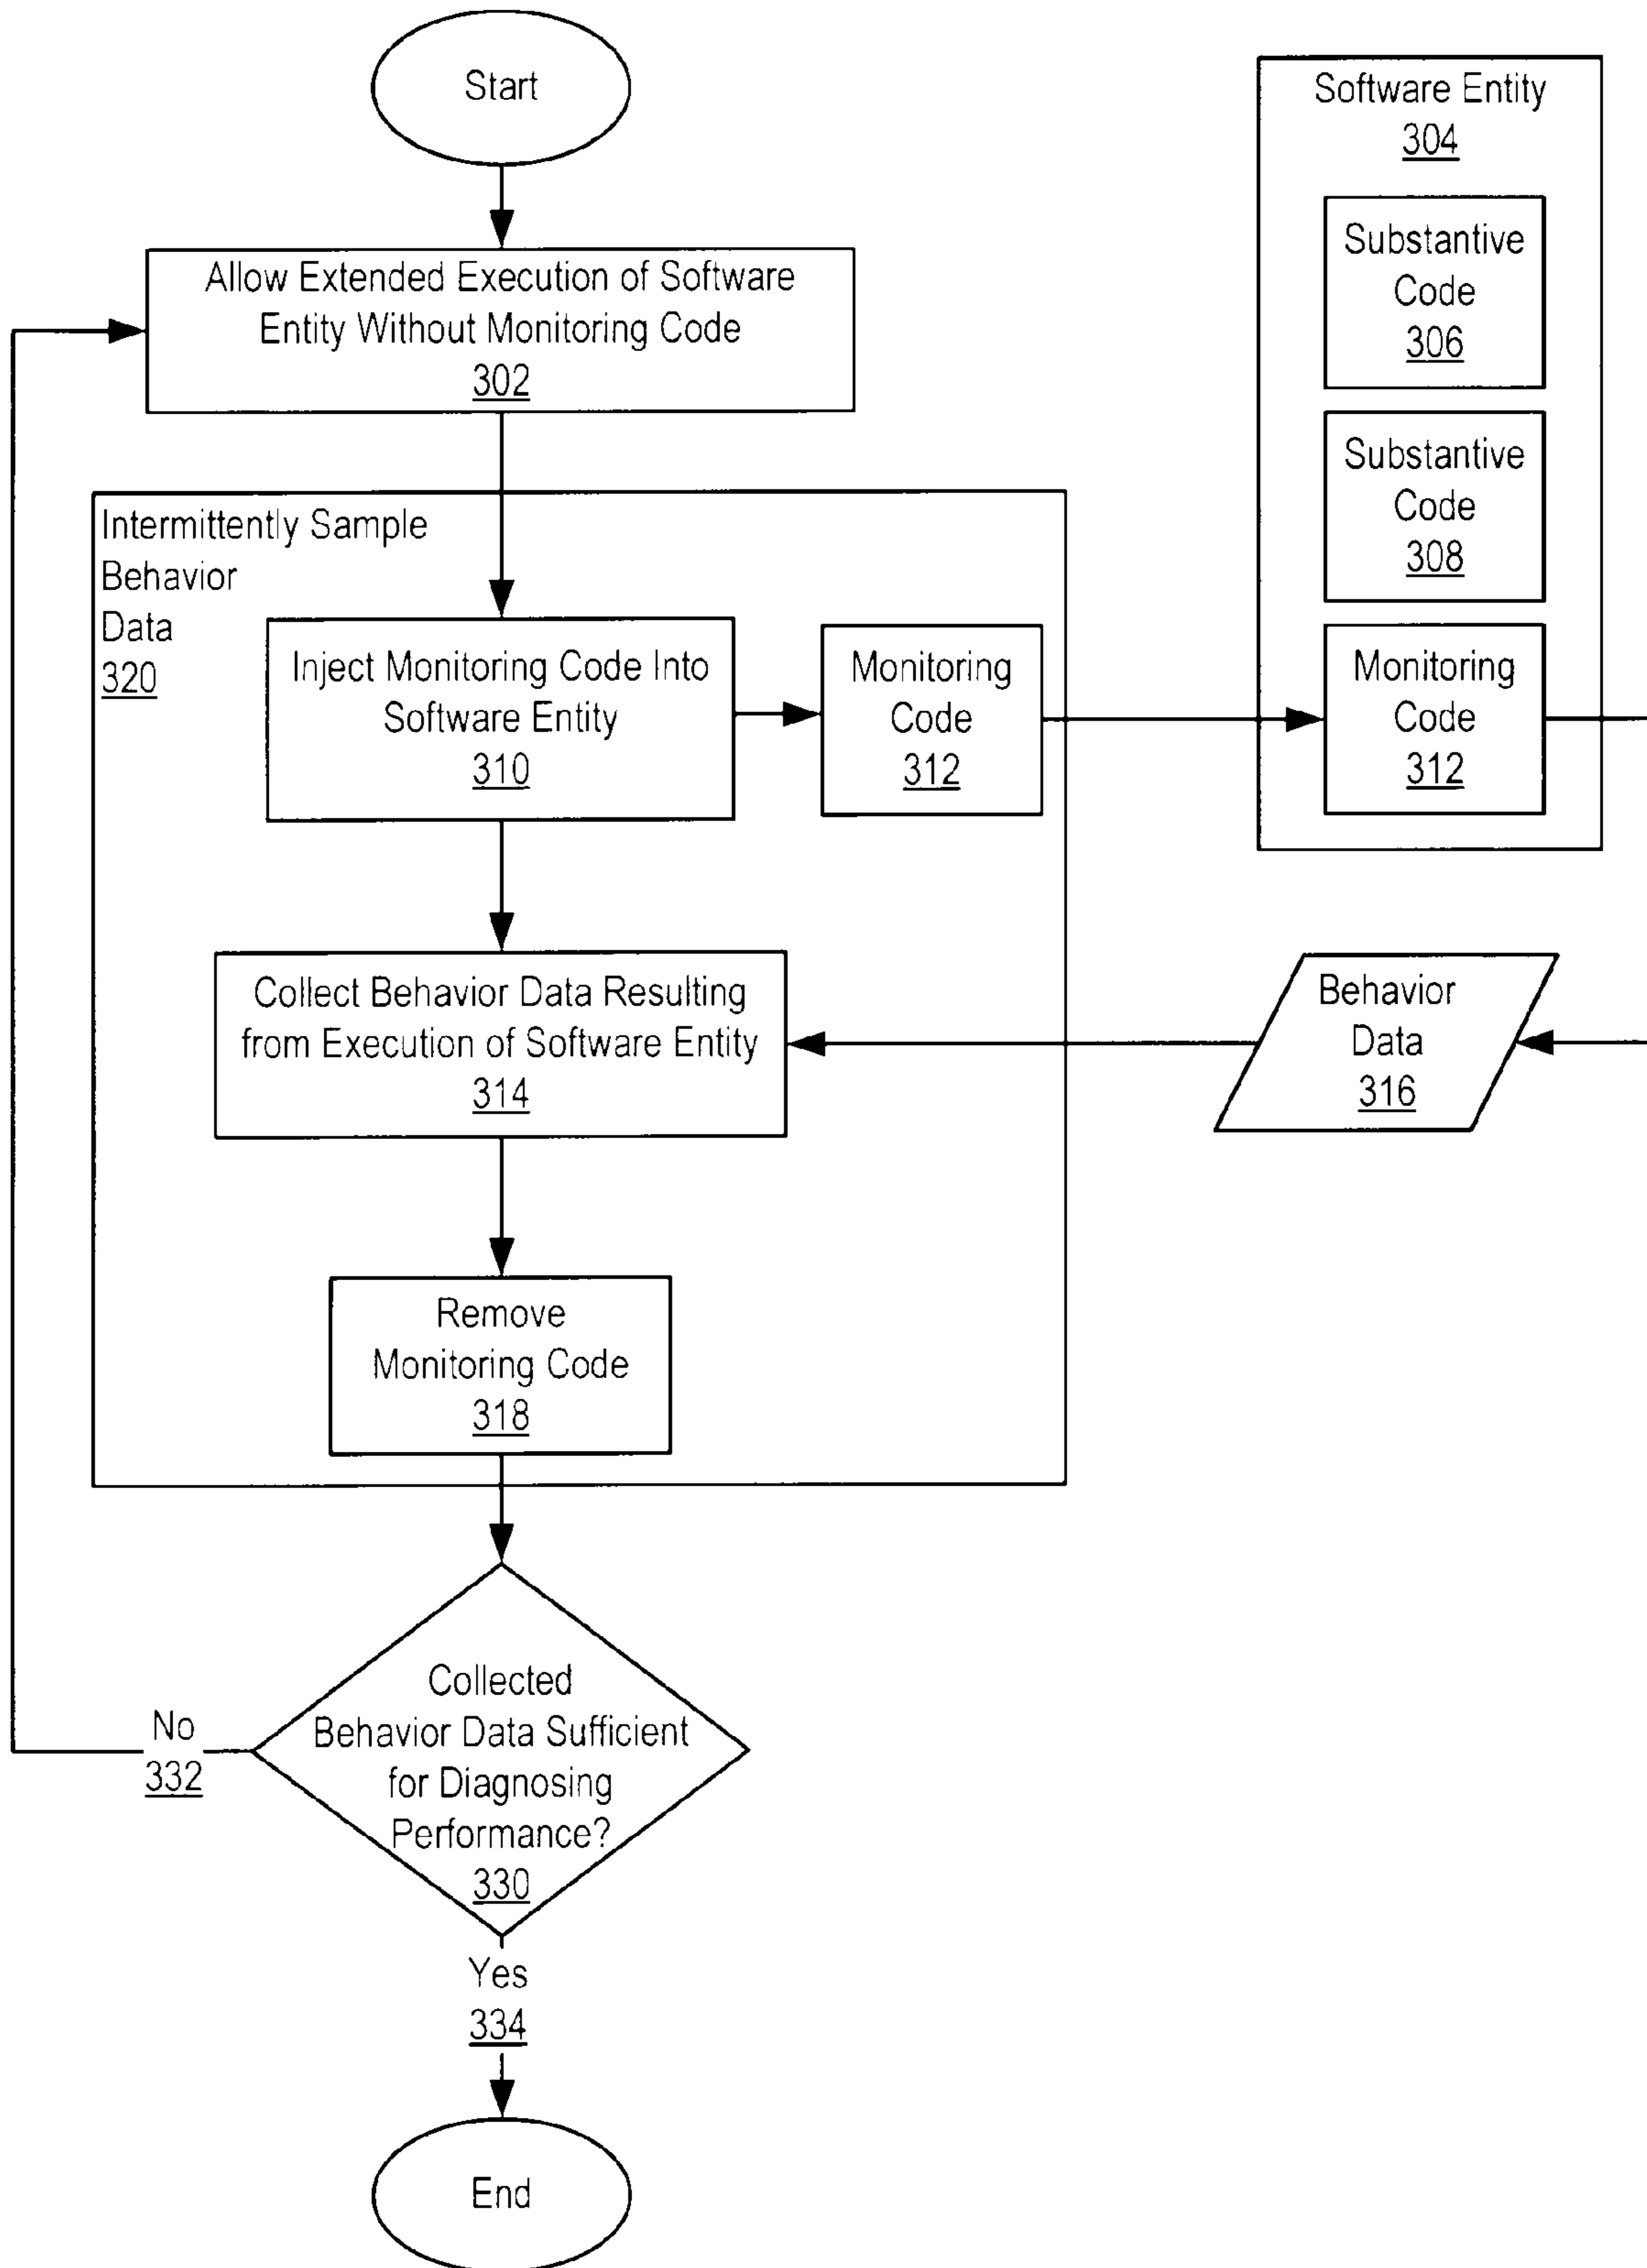 Start
Allow Extended Execution of Software
Entity Without Monitoring Code
302
Software Entity
304
Substantive
Code
306
Substantive
Code
308
Monitoring
Code
312
Intermittently Sample
Behavior
Data
320
Inject Monitoring Code Into
Software Entity
310
Monitoring
Code
312
Collect Behavior Data Resulting
from Execution of Software Entity
314
Behavior
Data
316
Remove
Monitoring Code
318
Collected
Behavior Data Sufficient
for Diagnosing
Performance?
330
No
332
Yes
334
End